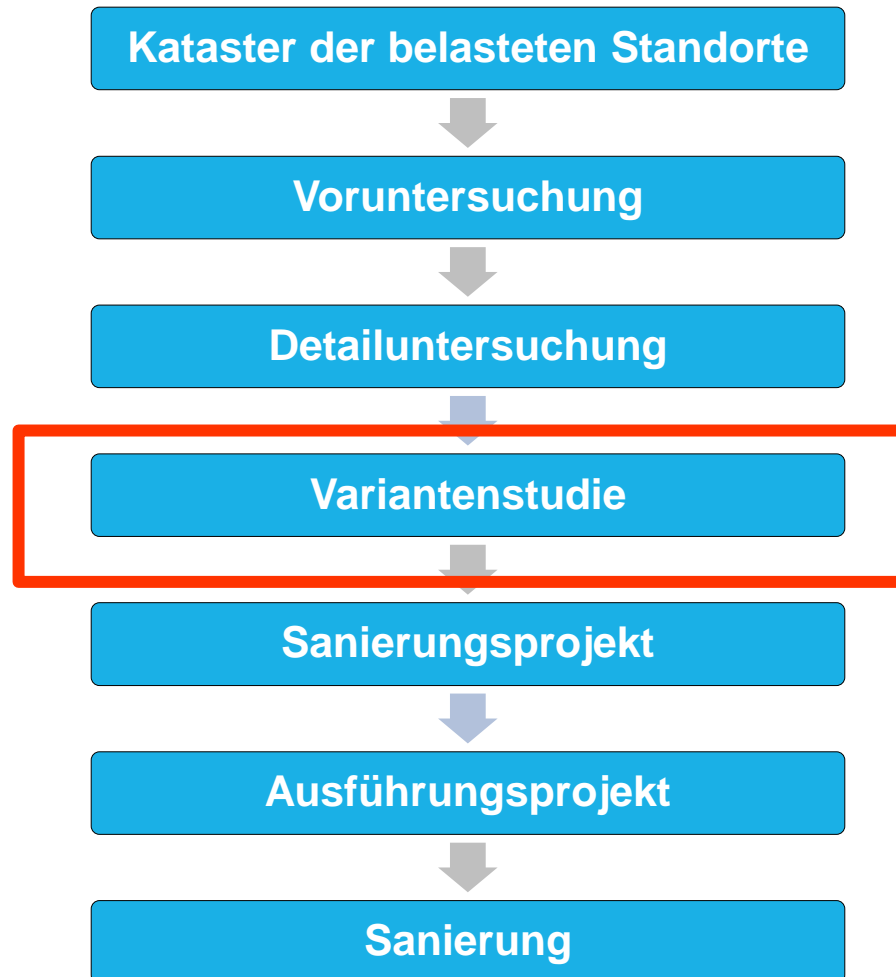 Kataster der belasteten Standorte
Voruntersuchung
Detailuntersuchung
Variantenstudie
Sanierungsprojekt
Ausführungsprojekt
Sanierung